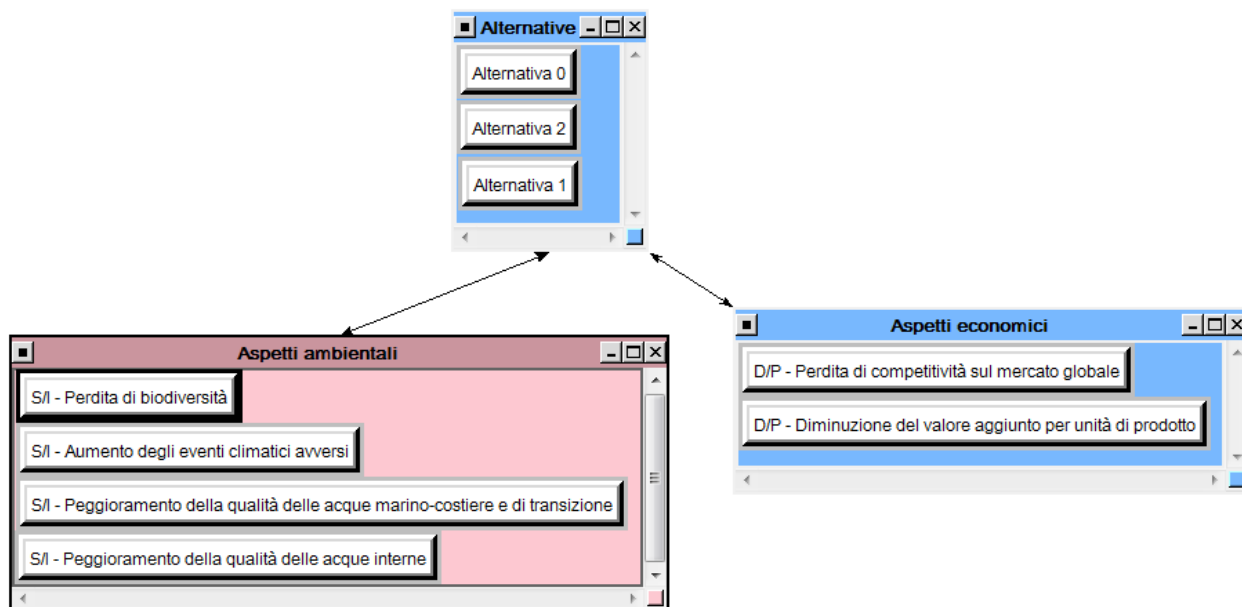 Alternative
Alternativa 0
Alternativa 2
Alternativa 1
Aspetti ambientali
S/I - Perdita di biodiversità
S/I - Aumento degli eventi climatici avversi
S/I - Peggioramento della qualità delle acque marino-costiere e di transizione
S/I - Peggioramento della qualità delle acque interne
Aspetti economici
D/P - Perdita di competitività sul mercato globale
D/P - Diminuzione del valore aggiunto per unità di prodotto